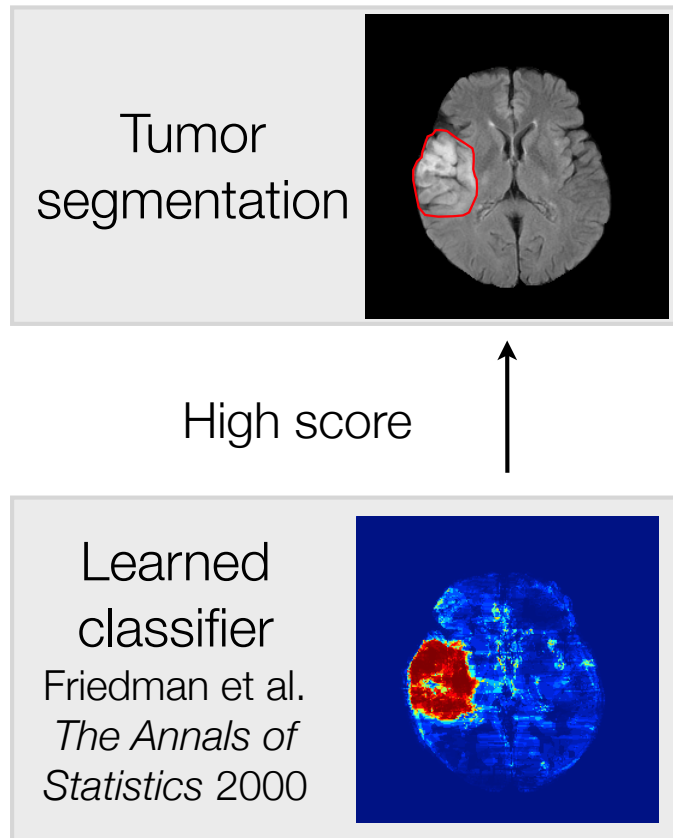 Tumor
segmentation
High score
Learned
classifier
Friedman et al.
The Annals of
Statistics 2000